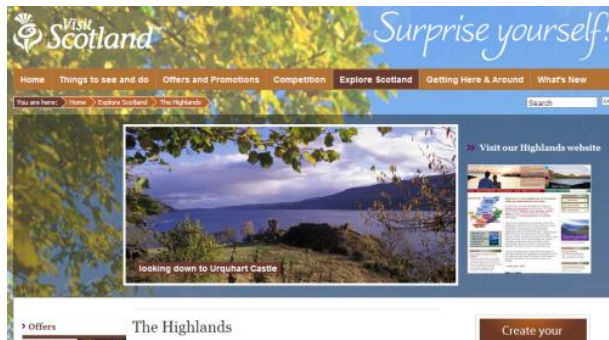 Visit
Scotland
Surprise yourself!
Home Things to see and do Offers and Promotions Competition Explore Scotland Getting Here & Around What's New
You are here: Home Explore Scotland The Highlands
Search
» Visit our Highlands website
looking down to Urquhart Castle
› Offers
The Highlands
Create your